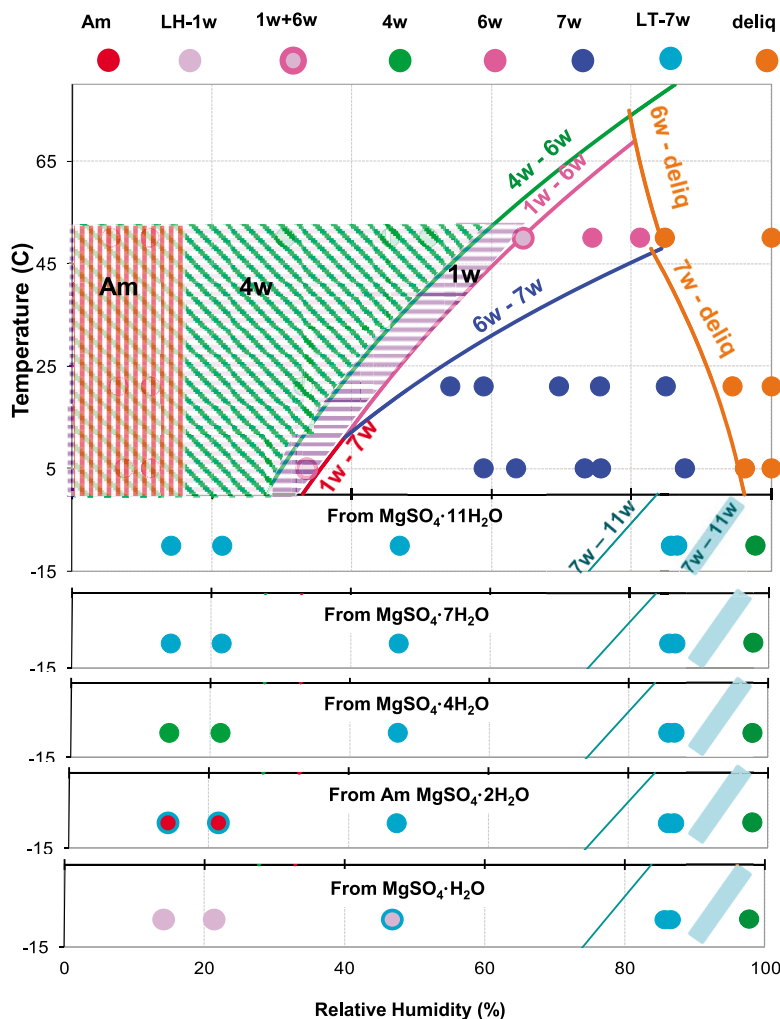 Am LH-1w 1w+6w 4w 6w 7w LT-7w deliq
65
45
25
5
-15
Temperature (C)
Am
4w
1w
4w - 6w
1w - 6w
6w - 7w
1w - 7w
6w - deliq
7w - deliq
From MgSO₄·11H₂O
7w – 11w
7w – 11w
From MgSO₄·7H₂O
-15
From MgSO₄·4H₂O
-15
From Am MgSO₄·2H₂O
-15
From MgSO₄·H₂O
-15
0 20 40 60 80 100
Relative Humidity (%)